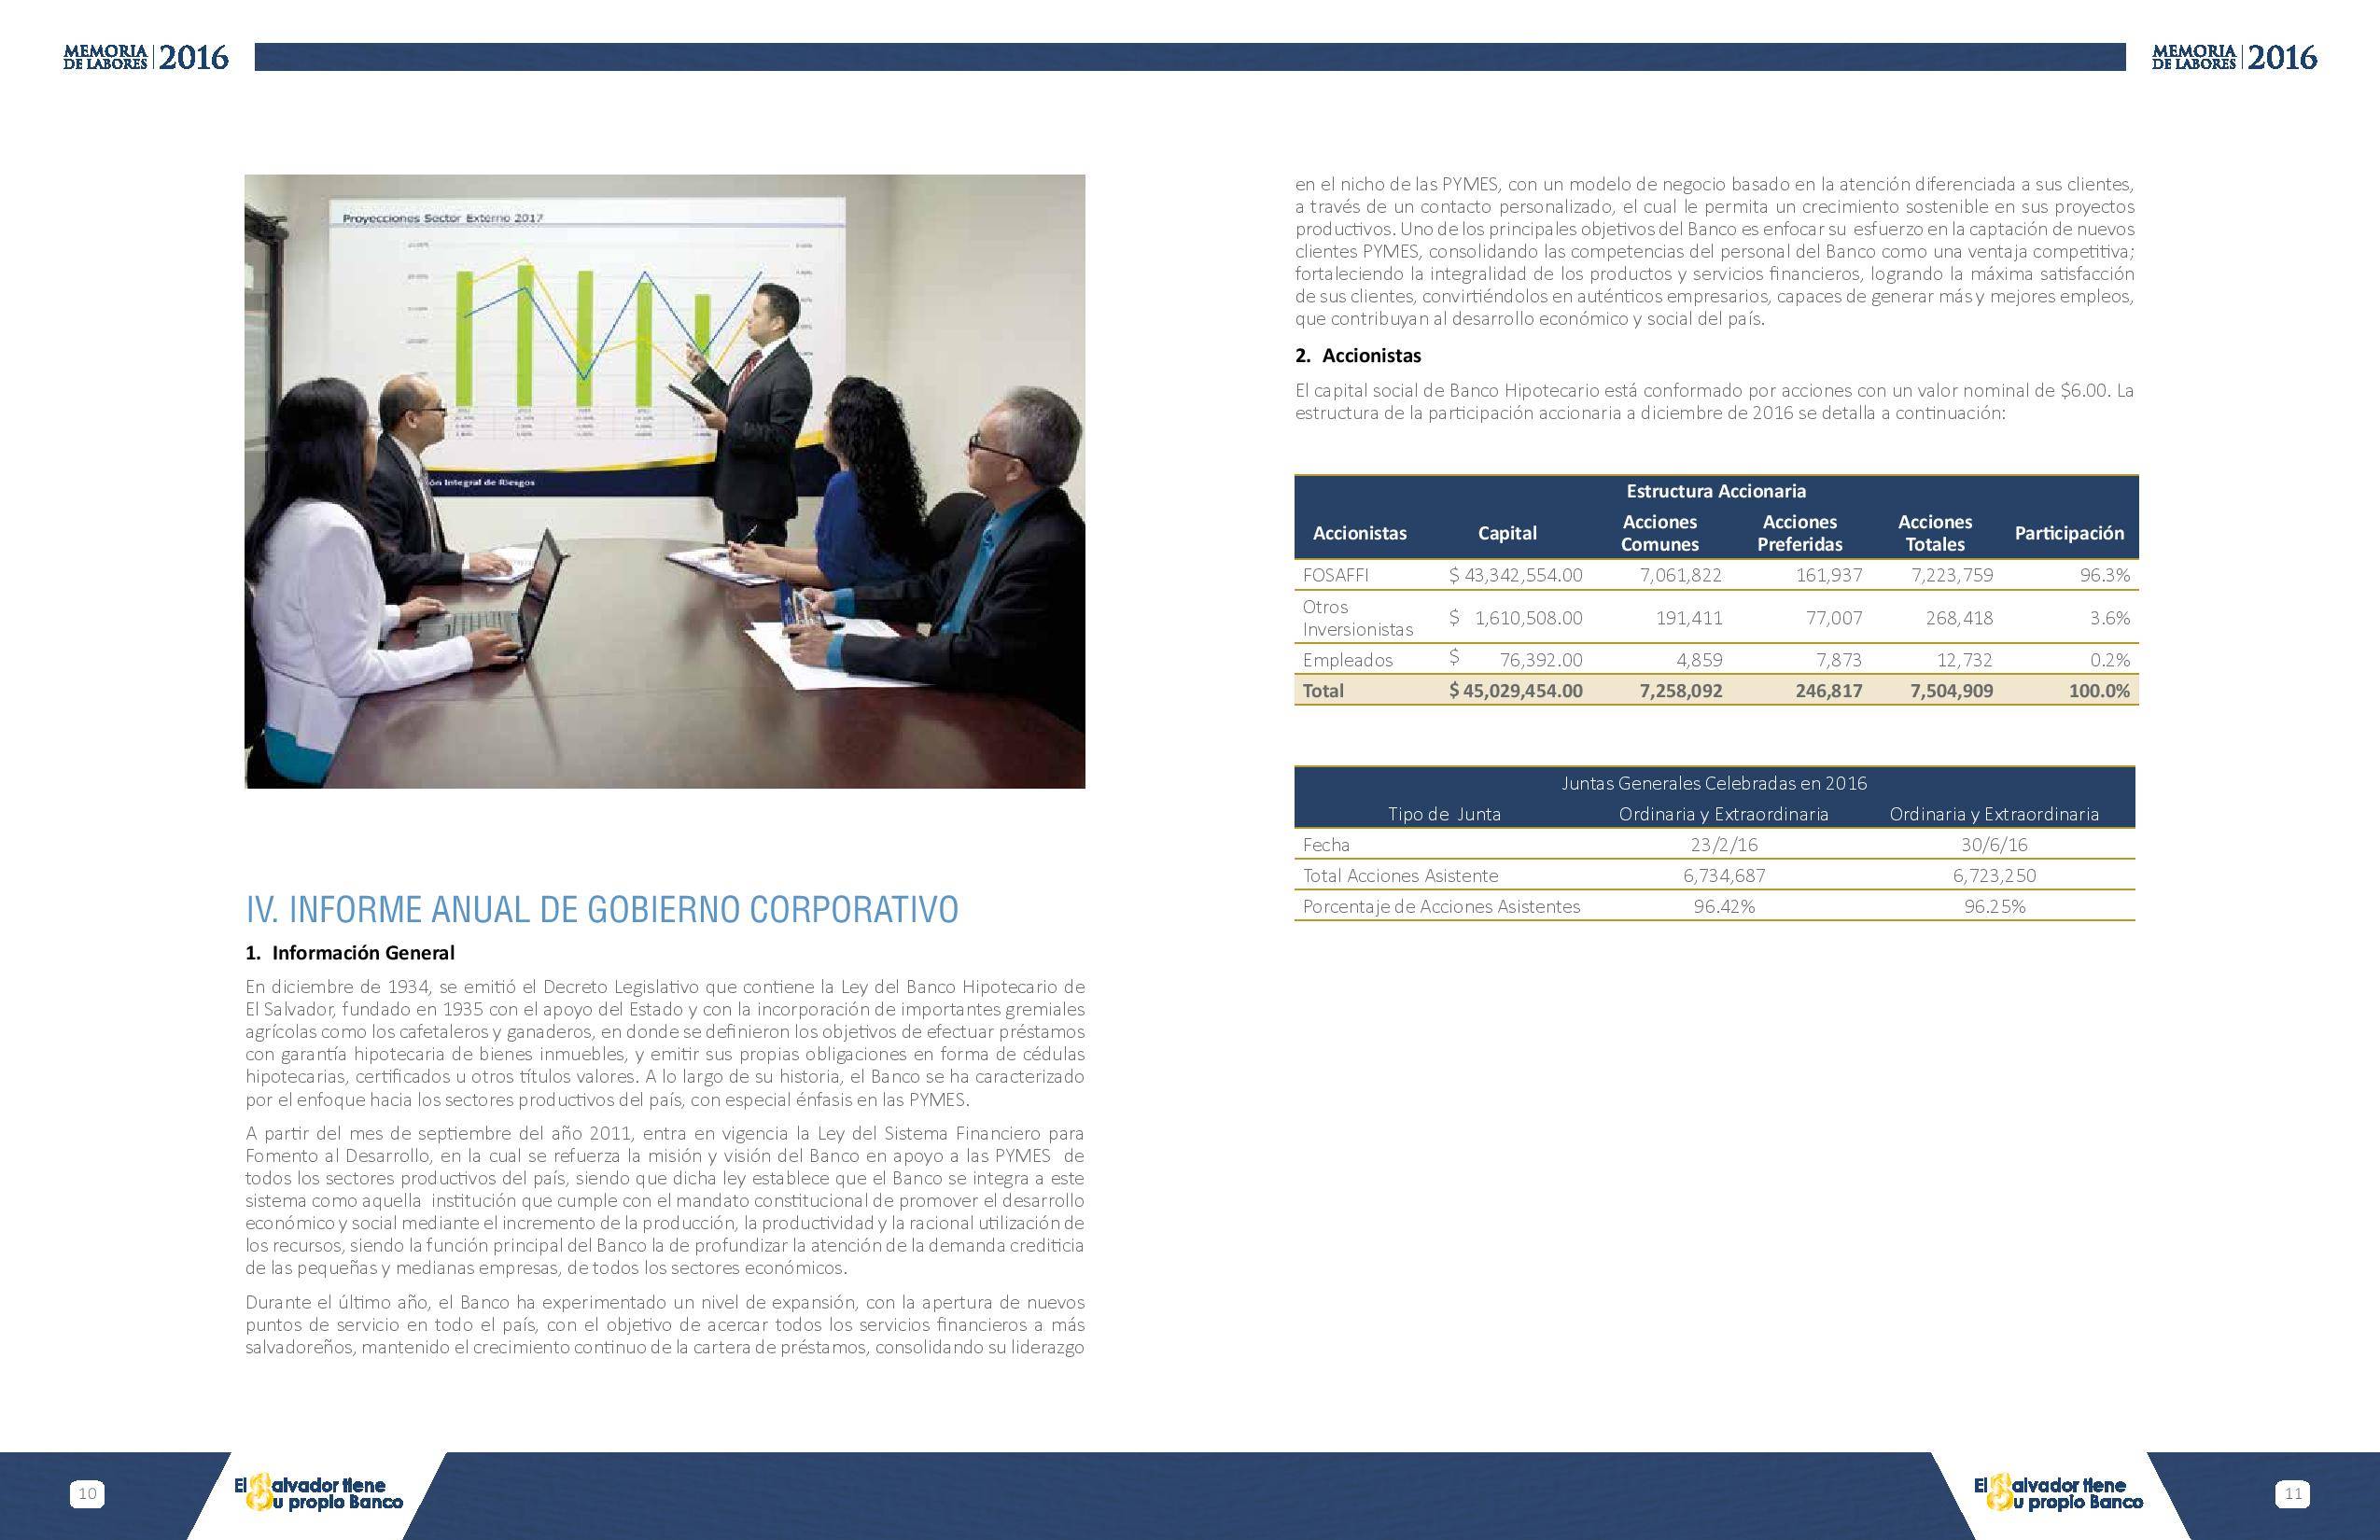 MEMORIA
DE LABORES 2016
MEMORIA
DE LABORES 2016
Proyecciones Sector Externo 2017
ón Integral de Riesgos
IV. INFORME ANUAL DE GOBIERNO CORPORATIVO
1. Información General
En diciembre de 1934, se emitió el Decreto Legislativo que contiene la Ley del Banco Hipotecario de
El Salvador, fundado en 1935 con el apoyo del Estado y con la incorporación de importantes gremiales
agrícolas como los cafetaleros y ganaderos, en donde se definieron los objetivos de efectuar préstamos
con garantía hipotecaria de bienes inmuebles, y emitir sus propias obligaciones en forma de cédulas
hipotecarias, certificados u otros títulos valores. A lo largo de su historia, el Banco se ha caracterizado
por el enfoque hacia los sectores productivos del país, con especial énfasis en las PYMES.
A partir del mes de septiembre del año 2011, entra en vigencia la Ley del Sistema Financiero para
Fomento al Desarrollo, en la cual se refuerza la misión y visión del Banco en apoyo a las PYMES de
todos los sectores productivos del país, siendo que dicha ley establece que el Banco se integra a este
sistema como aquella institución que cumple con el mandato constitucional de promover el desarrollo
económico y social mediante el incremento de la producción, la productividad y la racional utilización de
los recursos, siendo la función principal del Banco la de profundizar la atención de la demanda crediticia
de las pequeñas y medianas empresas, de todos los sectores económicos.
Durante el último año, el Banco ha experimentado un nivel de expansión, con la apertura de nuevos
puntos de servicio en todo el país, con el objetivo de acercar todos los servicios financieros a más
salvadoreños, mantenido el crecimiento continuo de la cartera de préstamos, consolidando su liderazgo
en el nicho de las PYMES, con un modelo de negocio basado en la atención diferenciada a sus clientes,
a través de un contacto personalizado, el cual le permita un crecimiento sostenible en sus proyectos
productivos. Uno de los principales objetivos del Banco es enfocar su esfuerzo en la captación de nuevos
clientes PYMES, consolidando las competencias del personal del Banco como una ventaja competitiva;
fortaleciendo la integralidad de los productos y servicios financieros, logrando la máxima satisfacción
de sus clientes, convirtiéndolos en auténticos empresarios, capaces de generar más y mejores empleos,
que contribuyan al desarrollo económico y social del país.
2. Accionistas
El capital social de Banco Hipotecario está conformado por acciones con un valor nominal de $6.00. La
estructura de la participación accionaria a diciembre de 2016 se detalla a continuación:
Estructura Accionaria
Accionistas Capital Acciones Comunes Acciones Preferidas Acciones Totales Participación
FOSAFFI $ 43,342,554.00 7,061,822 161,937 7,223,759 96.3%
Otros Inversionistas $ 1,610,508.00 191,411 77,007 268,418 3.6%
Empleados $ 76,392.00 4,859 7,873 12,732 0.2%
Total $ 45,029,454.00 7,258,092 246,817 7,504,909 100.0%
Juntas Generales Celebradas en 2016
Tipo de Junta Ordinaria y Extraordinaria Ordinaria y Extraordinaria
Fecha 23/2/16 30/6/16
Total Acciones Asistente 6,734,687 6,723,250
Porcentaje de Acciones Asistentes 96.42% 96.25%
10
El Salvador tiene
Su propio Banco
El Salvador tiene
Su propio Banco
11